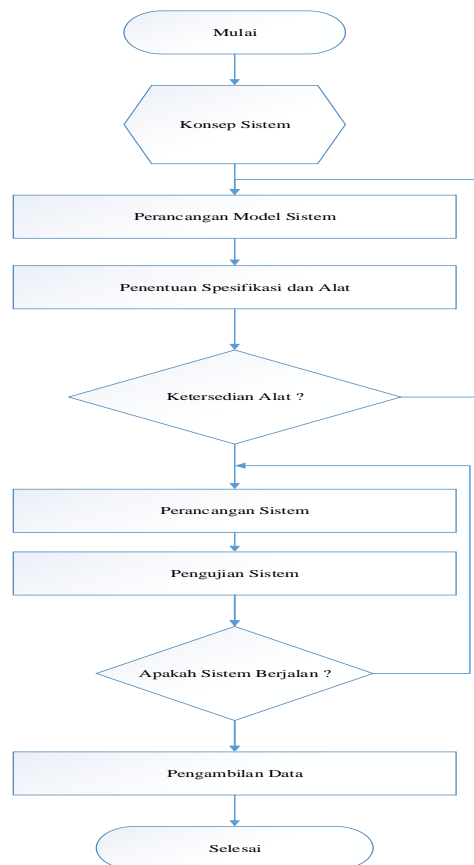 Mulai
Konsep Sistem
Perancangan Model Sistem
Penentuan Spesifikasi dan Alat
Ketersedian Alat ?
Perancangan Sistem
Pengujian Sistem
Apakah Sistem Berjalan ?
Pengambilan Data
Selesai